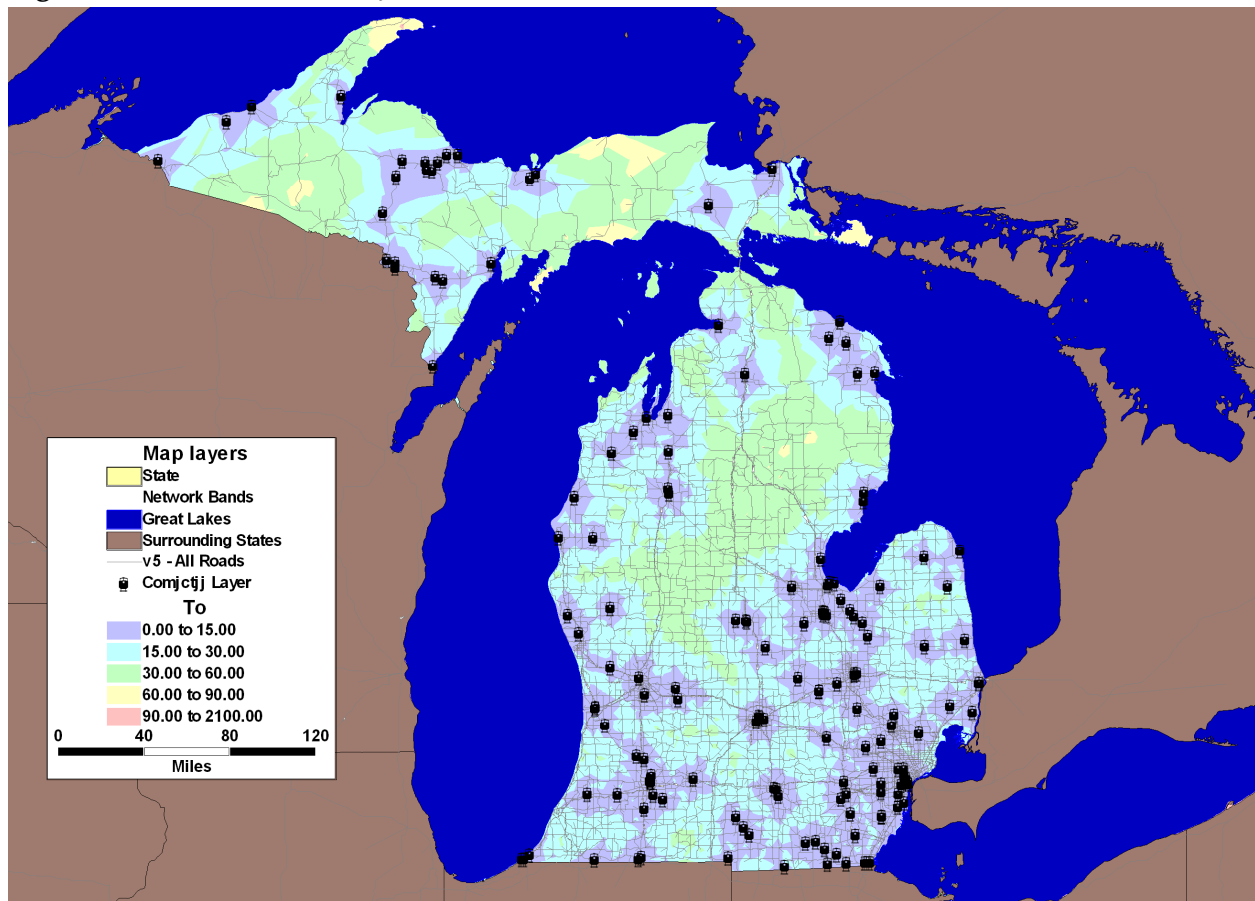 Map layers
State
Network Bands
Great Lakes
Surrounding States
v5 - All Roads
Comjctijj Layer
To
0.00 to 15.00
15.00 to 30.00
30.00 to 60.00
60.00 to 90.00
90.00 to 2100.00
0 40 80 120
Miles